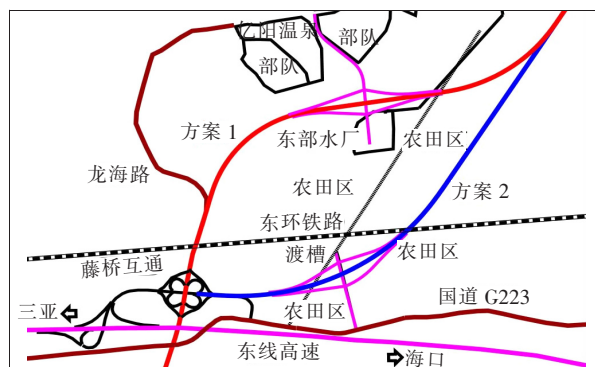 亿阳温泉
部队
部队
方案 1
东部水厂
农田区
龙海路
农田区
方案 2
东环铁路
渡槽
农田区
藤桥互通
三亚
农田区
国道 G223
东线高速
海口